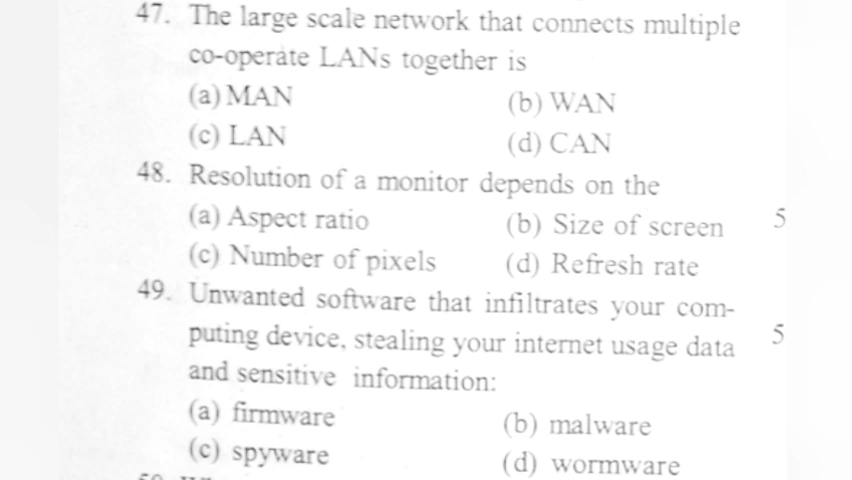 47. The large scale network that connects multiple
co-operate LANs together is
(a) MAN (b) WAN
(c) LAN (d) CAN
48. Resolution of a monitor depends on the
(a) Aspect ratio (b) Size of screen 5
(c) Number of pixels (d) Refresh rate
49. Unwanted software that infiltrates your com-
puting device, stealing your internet usage data 5
and sensitive information:
(a) firmware (b) malware
(c) spyware (d) wormware